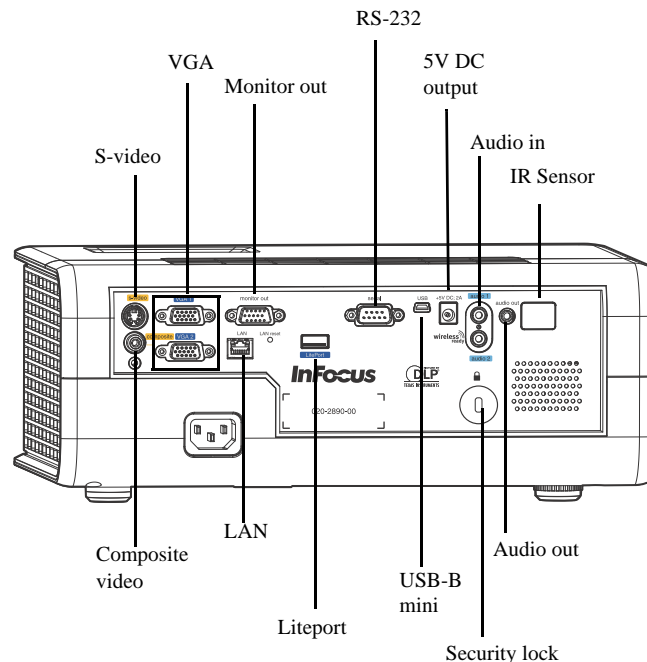 RS-232
VGA
5V DC
output
Monitor out
Audio in
S-video
IR Sensor
S-video
VGA 1
monitor out
serial
USB
+5V DC: 2A
audio 1
audio out
composite
VGA 2
LAN
LAN reset
LitePort
wireless
ready
audio 2
InFocus
DLP
TEXAS INSTRUMENTS
020-2890-00
LAN
Composite
video
Audio out
USB-B
mini
Liteport
Security lock